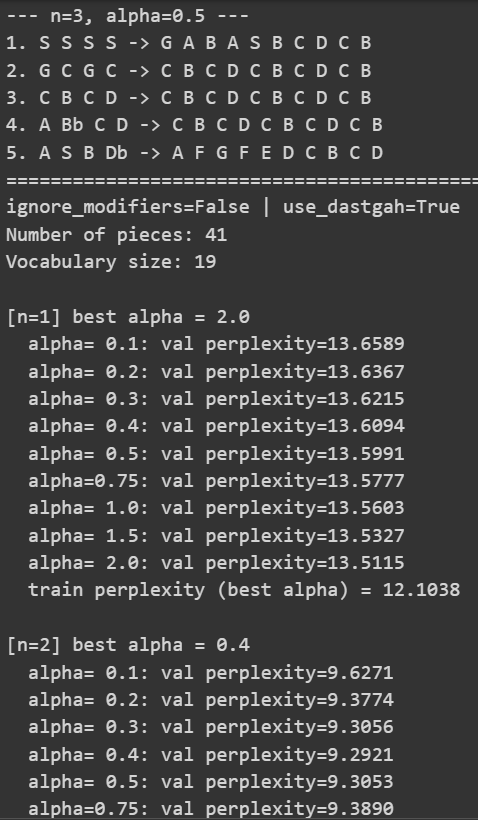 --- n=3, alpha=0.5 ---
1. S S S S -> G A B A S B C D C B
2. G C G C -> C B C D C B C D C B
3. C B C D -> C B C D C B C D C B
4. A Bb C D -> C B C D C B C D C B
5. A S B Db -> A F G F E D C B C D
===========================================
ignore_modifiers=False | use_dastgah=True
Number of pieces: 41
Vocabulary size: 19
[n=1] best alpha = 2.0
alpha= 0.1: val perplexity=13.6589
alpha= 0.2: val perplexity=13.6367
alpha= 0.3: val perplexity=13.6215
alpha= 0.4: val perplexity=13.6094
alpha= 0.5: val perplexity=13.5991
alpha=0.75: val perplexity=13.5777
alpha= 1.0: val perplexity=13.5603
alpha= 1.5: val perplexity=13.5327
alpha= 2.0: val perplexity=13.5115
train perplexity (best alpha) = 12.1038
[n=2] best alpha = 0.4
alpha= 0.1: val perplexity=9.6271
alpha= 0.2: val perplexity=9.3774
alpha= 0.3: val perplexity=9.3056
alpha= 0.4: val perplexity=9.2921
alpha= 0.5: val perplexity=9.3053
alpha=0.75: val perplexity=9.3890